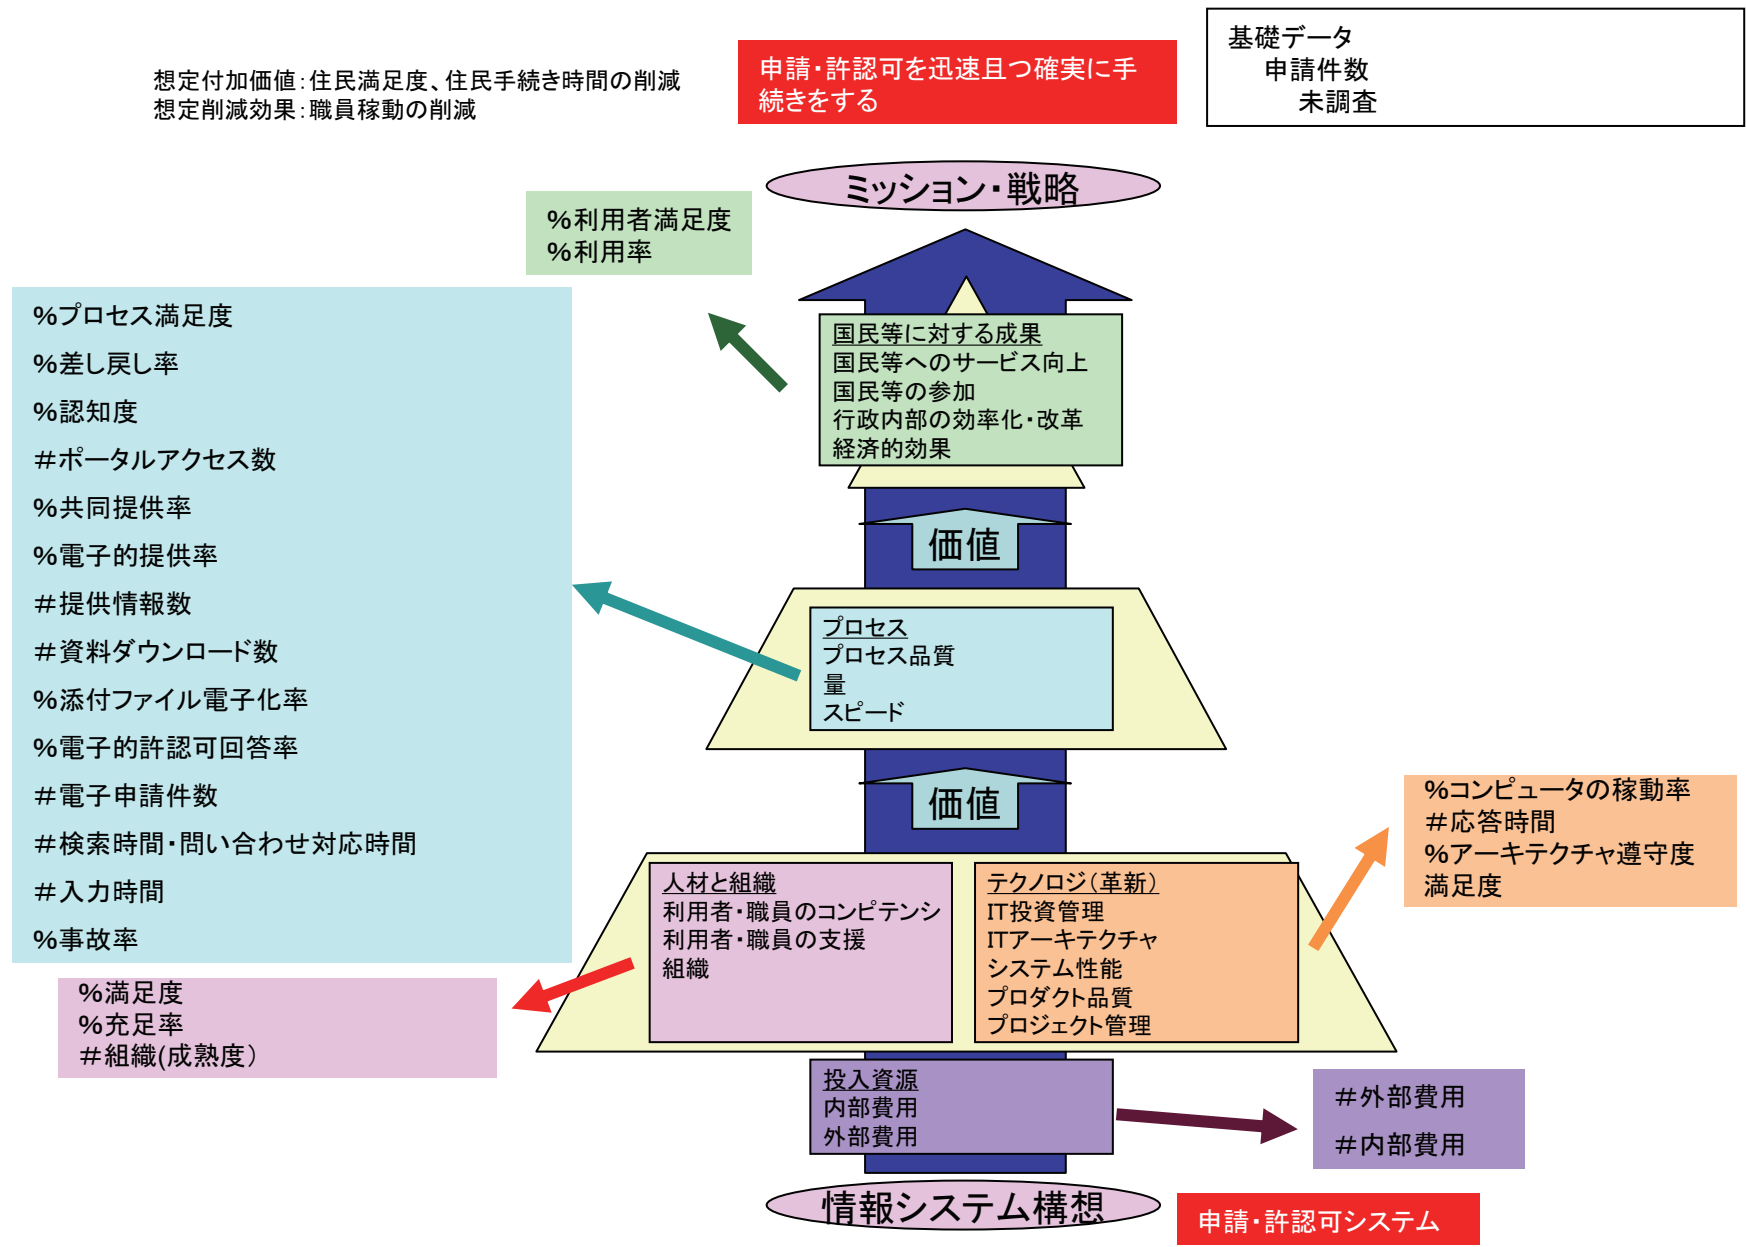 想定付加価値：住民満足度、住民手続き時間の削減
想定削減効果：職員稼動の削減
申請・許認可を迅速且つ確実に手
続きをする
基礎データ
申請件数
未調査
ミッション・戦略
%利用者満足度
%利用率
国民等に対する成果
国民等へのサービス向上
国民等の参加
行政内部の効率化・改革
経済的効果
価値
%プロセス満足度
%差し戻し率
%認知度
＃ポータルアクセス数
%共同提供率
%電子的提供率
＃提供情報数
＃資料ダウンロード数
%添付ファイル電子化率
%電子的許認可回答率
＃電子申請件数
＃検索時間・問い合わせ対応時間
＃入力時間
%事故率
プロセス
プロセス品質
量
スピード
価値
%コンピュータの稼動率
＃応答時間
%アーキテクチャ遵守度
満足度
人材と組織
利用者・職員のコンピテンシ
利用者・職員の支援
組織
テクノロジ（革新）
IT投資管理
ITアーキテクチャ
システム性能
プロダクト品質
プロジェクト管理
%満足度
%充足率
＃組織(成熟度）
投入資源
内部費用
外部費用
＃外部費用
＃内部費用
情報システム構想
申請・許認可システム